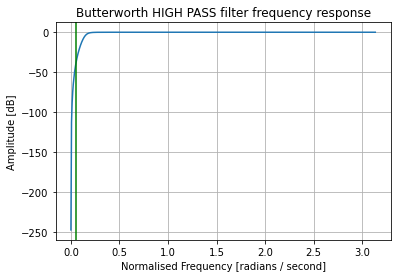 Butterworth HIGH PASS filter frequency response
0
−50
−100
−150
−200
−250
Amplitude [dB]
0.0 0.5 1.0 1.5 2.0 2.5 3.0
Normalised Frequency [radians / second]